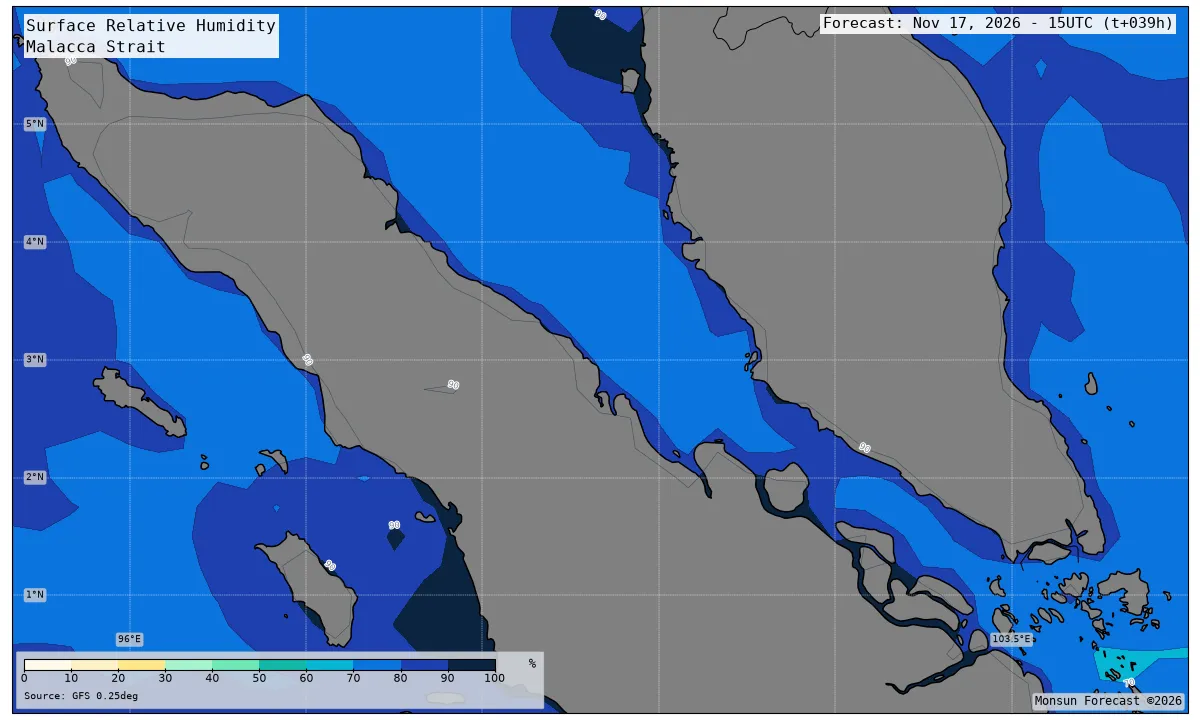 Surface Relative Humidity
Malacca Strait
Forecast: Nov 17, 2026 - 15UTC (t+039h)
90
90
5°N
4°N
3°N
90
90
90
2°N
90
90
1°N
96°E
103.5°E
70
%
0 10 20 30 40 50 60 70 80 90 100
Source: GFS 0.25deg
Monsun Forecast ©2026